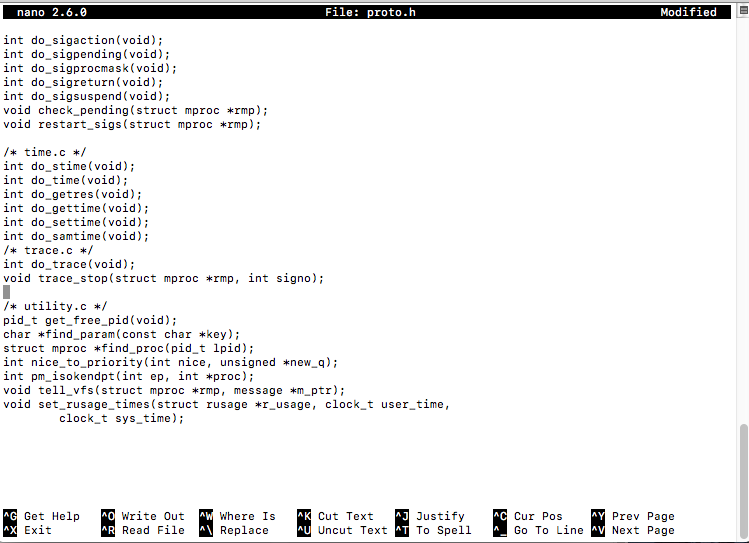 nano 2.6.0 File: proto.h Modified
int do_sigaction(void);
int do_sigpending(void);
int do_sigprocmask(void);
int do_sigreturn(void);
int do_sigsuspend(void);
void check_pending(struct mproc *rmp);
void restart_sigs(struct mproc *rmp);
/* time.c */
int do_stime(void);
int do_time(void);
int do_getres(void);
int do_gettime(void);
int do_settime(void);
int do_samtime(void);
/* trace.c */
int do_trace(void);
void trace_stop(struct mproc *rmp, int signo);
/* utility.c */
pid_t get_free_pid(void);
char *find_param(const char *key);
struct mproc *find_proc(pid_t lpid);
int nice_to_priority(int nice, unsigned *new_q);
int pm_isokendpt(int ep, int *proc);
void tell_vfs(struct mproc *rmp, message *m_ptr);
void set_rusage_times(struct rusage *r_usage, clock_t user_time,
clock_t sys_time);
^G Get Help ^O Write Out ^W Where Is ^K Cut Text ^J Justify ^C Cur Pos ^Y Prev Page
^X Exit ^R Read File ^\ Replace ^U Uncut Text ^T To Spell ^_ Go To Line ^V Next Page